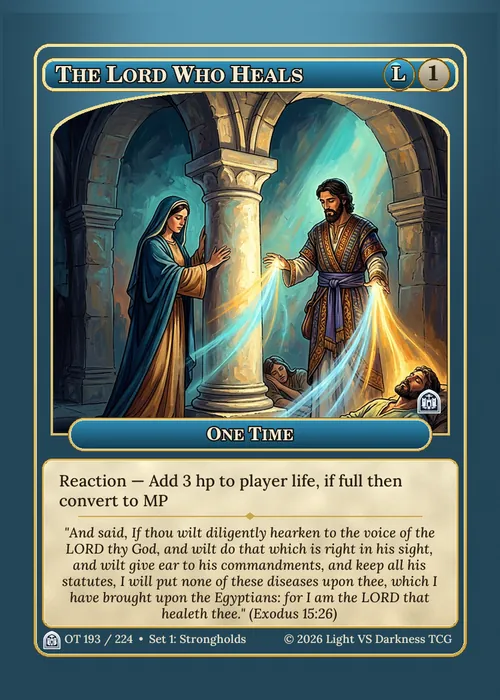 The Lord Who Heals
L 1
One Time
Reaction — Add 3 hp to player life, if full then
convert to MP
"And said, If thou wilt diligently hearken to the voice of the
LORD thy God, and wilt do that which is right in his sight,
and wilt give ear to his commandments, and keep all his
statutes, I will put none of these diseases upon thee, which I
have brought upon the Egyptians: for I am the LORD that
healeth thee." (Exodus 15:26)
OT 193 / 224 • Set 1: Strongholds © 2026 Light VS Darkness TCG